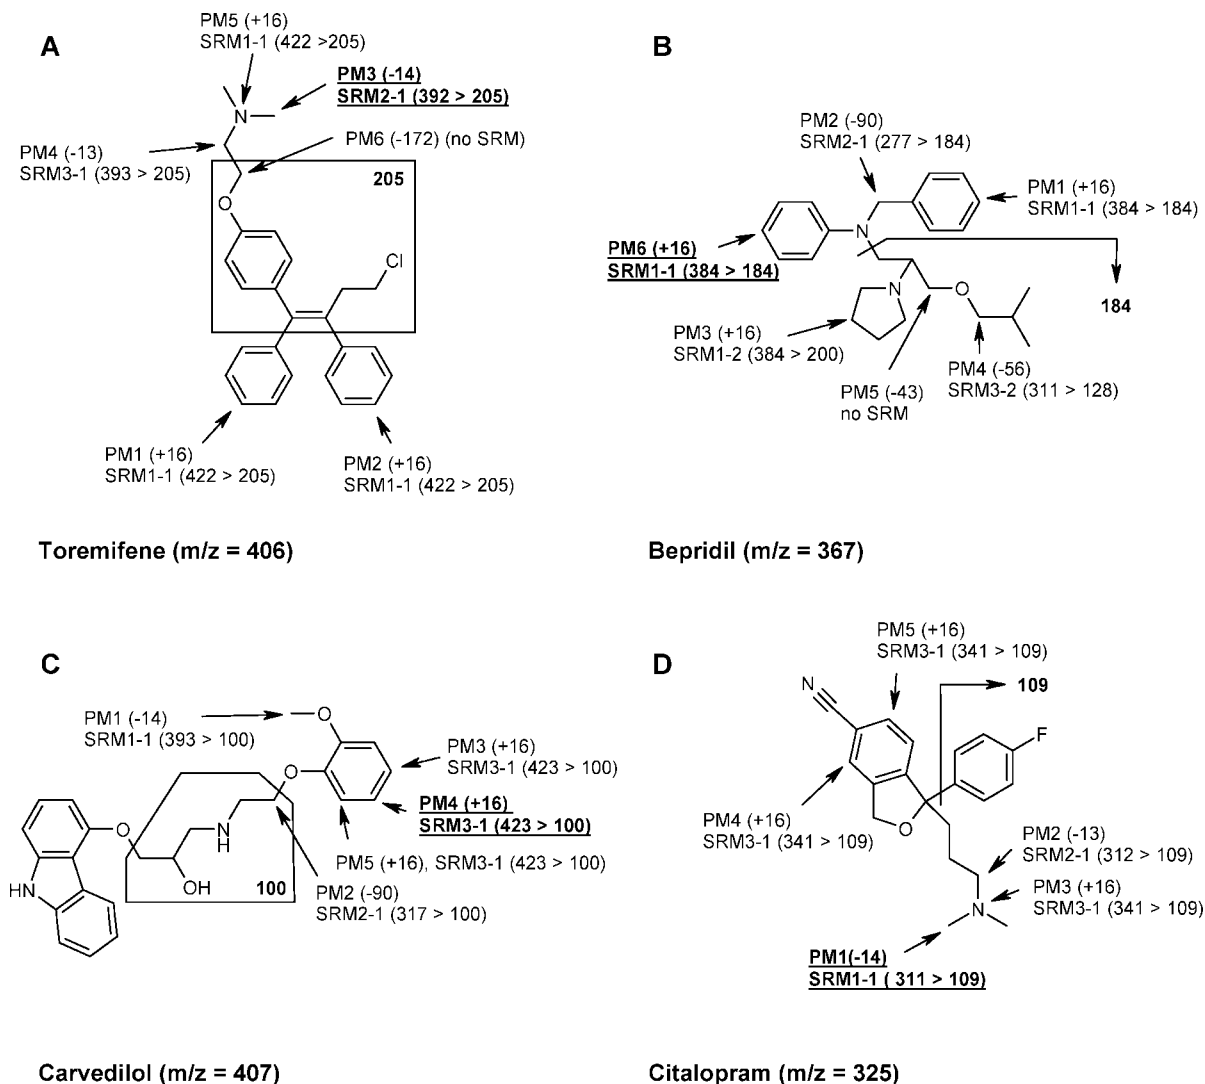 A
PM5 (+16)
SRM1-1 (422 >205)
PM3 (-14)
SRM2-1 (392 > 205)
N
PM6 (-172) (no SRM)
PM4 (-13)
SRM3-1 (393 > 205)
205
O
Cl
PM1 (+16)
SRM1-1 (422 > 205)
PM2 (+16)
SRM1-1 (422 > 205)
Toremifene (m/z = 406)
B
PM2 (-90)
SRM2-1 (277 > 184)
PM1 (+16)
SRM1-1 (384 > 184)
N
PM6 (+16)
SRM1-1 (384 > 184)
N
O
184
PM3 (+16)
SRM1-2 (384 > 200)
PM4 (-56)
SRM3-2 (311 > 128)
PM5 (-43)
no SRM
Bepridil (m/z = 367)
C
PM1 (-14)
SRM1-1 (393 > 100)
O
PM3 (+16)
SRM3-1 (423 > 100)
O
PM4 (+16)
SRM3-1 (423 > 100)
O
N
H
PM5 (+16), SRM3-1 (423 > 100)
OH
100
HN
PM2 (-90)
SRM2-1 (317 > 100)
Carvedilol (m/z = 407)
D
PM5 (+16)
SRM3-1 (341 > 109)
N
109
F
PM4 (+16)
SRM3-1 (341 > 109)
O
PM2 (-13)
SRM2-1 (312 > 109)
PM3 (+16)
SRM3-1 (341 > 109)
N
PM1(-14)
SRM1-1 ( 311 > 109)
Citalopram (m/z = 325)